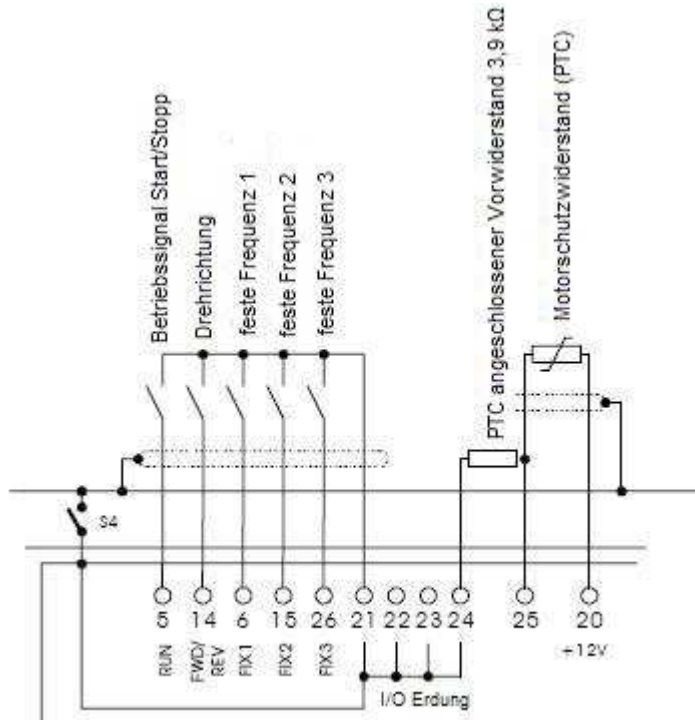 Betriebssignal Start/Stopp
Drehrichtung
feste Frequenz 1
feste Frequenz 2
feste Frequenz 3
PTC angeschlossener Vorwiderstand 3,9 kΩ
Motorschutzwiderstand (PTC)
S4
5 14 6 15 26 21 22 23 24 25 20
RUN
FWD/
REV
FIX1
FIX2
FIX3
+12V
I/O Erdung